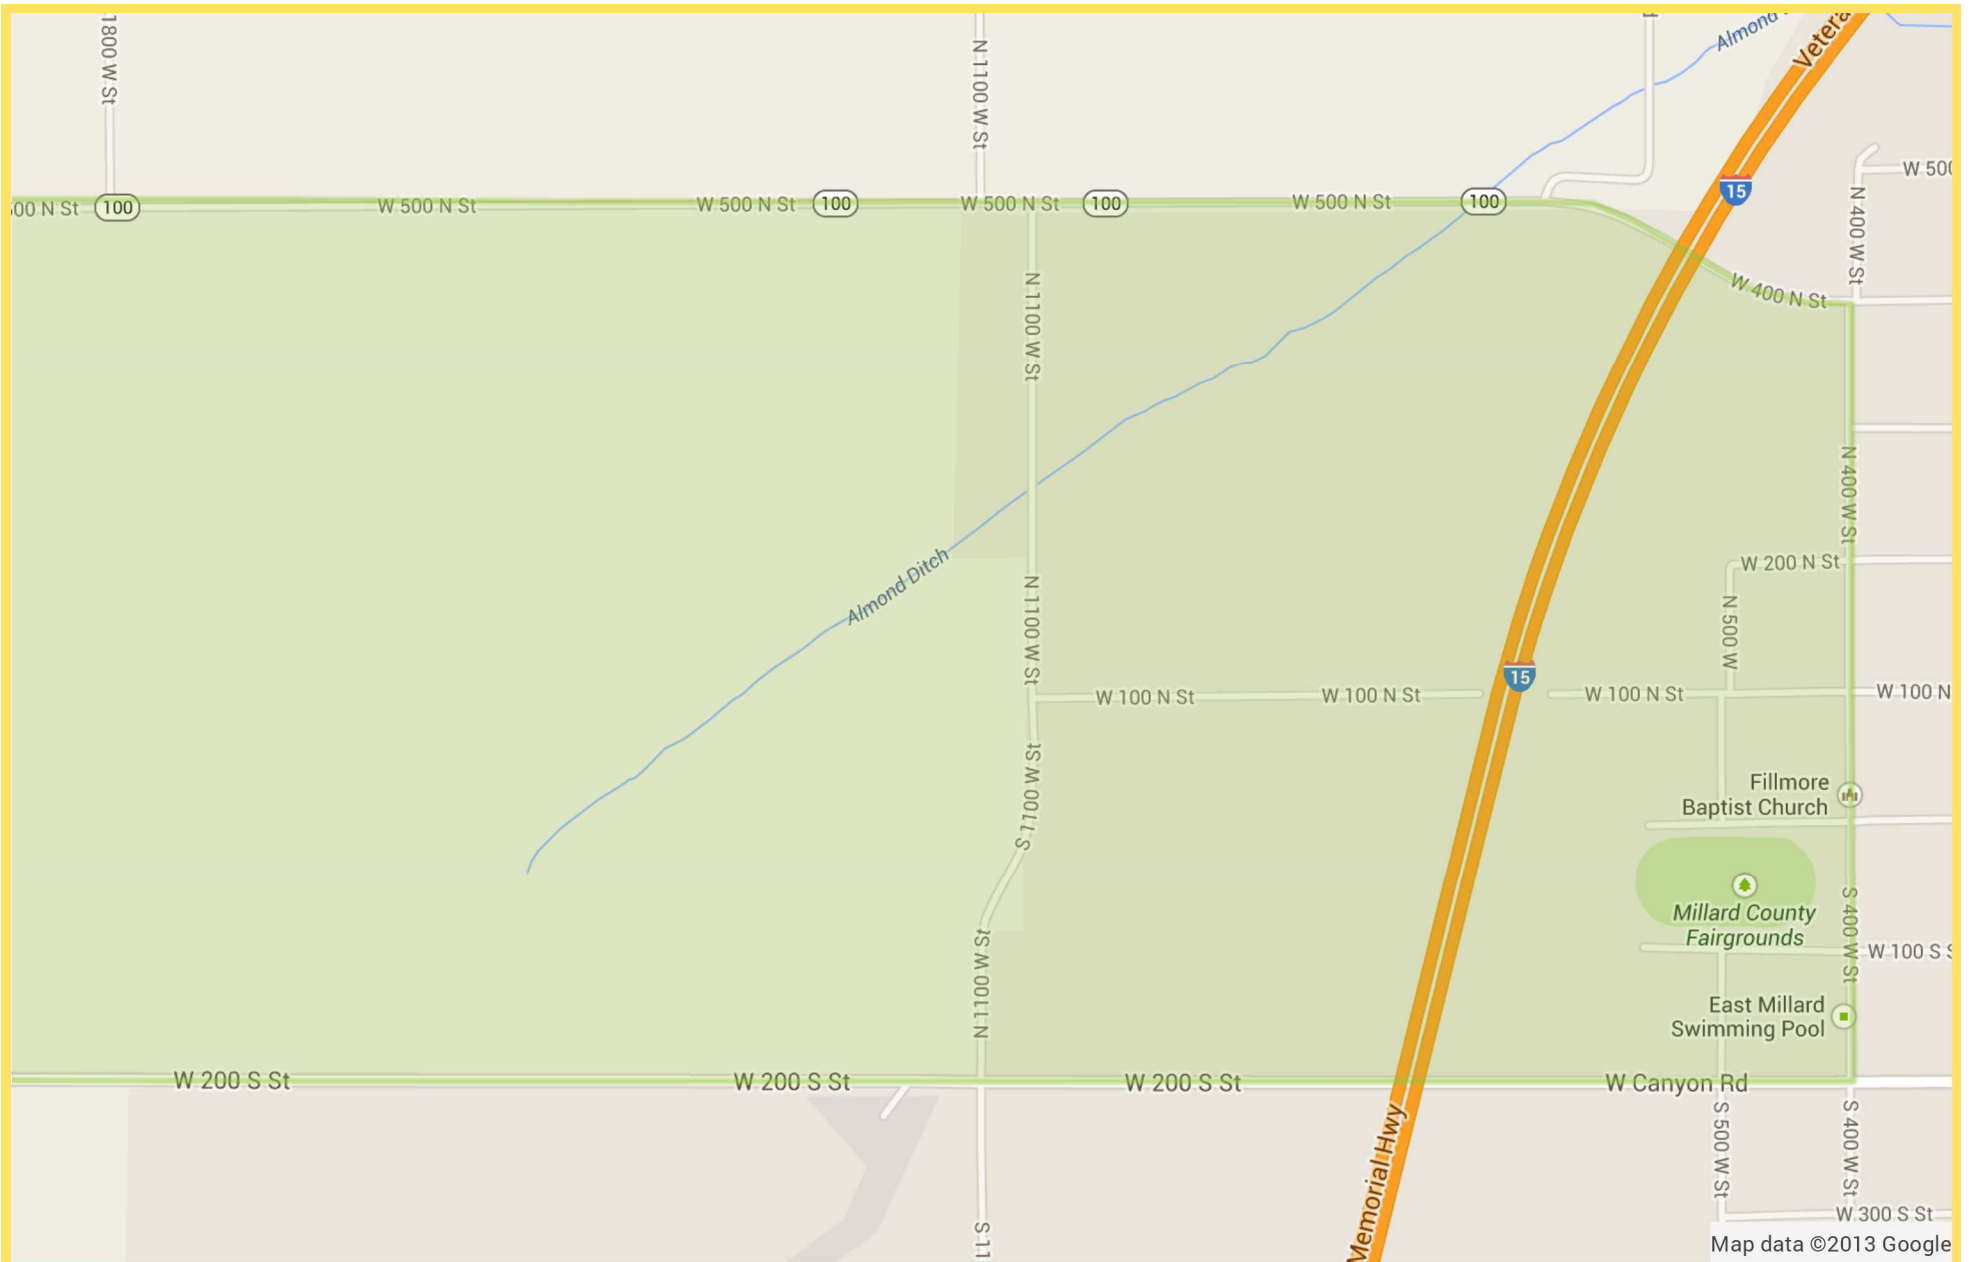 1800 W St
N 1100 W St
Almond
Vetera
15
W 500
N 400 W St
00 N St
100
W 500 N St
W 500 N St
100
W 500 N St
100
W 500 N St
100
W 400 N St
N 1100 W St
N 400 W St
Almond Ditch
W 200 N St
N 1100 W St
N 500 W
15
W 100 N St
W 100 N St
W 100 N St
W 100 N
S 1100 W St
Fillmore
Baptist Church
Millard County
Fairgrounds
S 400 W St
N 1100 W St
W 100 S S
East Millard
Swimming Pool
W 200 S St
W 200 S St
W 200 S St
W Canyon Rd
Memorial Hwy
S 500 W St
S 400 W St
S 11
W 300 S St
Map data ©2013 Google